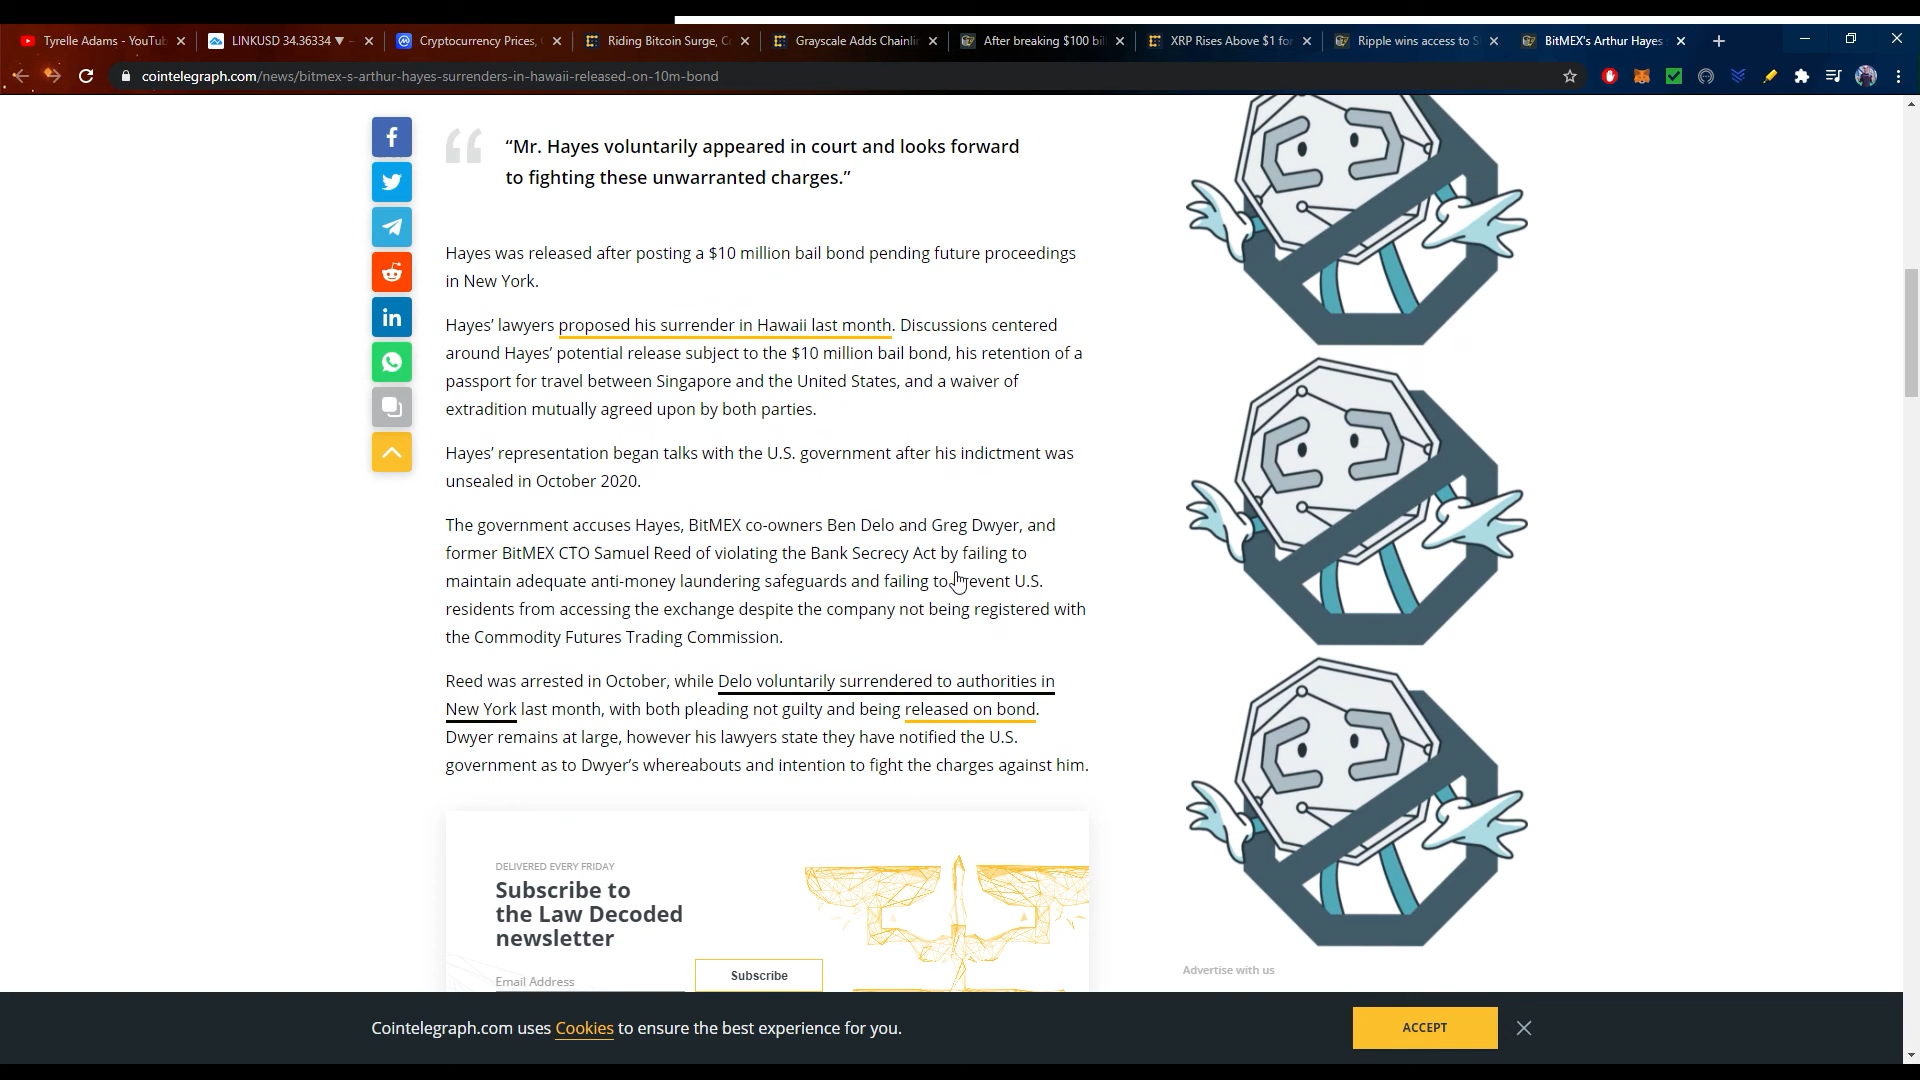 Tyrelle Adams - YouTu
LINKUSD 34.36334 ▼ -
Cryptocurrency Prices,
Riding Bitcoin Surge, C
Grayscale Adds Chainli
After breaking $100 bil
XRP Rises Above $1 for
Ripple wins access to S
BitMEX's Arthur Hayes
cointelegraph.com/news/bitmex-s-arthur-hayes-surrenders-in-hawaii-released-on-10m-bond
“Mr. Hayes voluntarily appeared in court and looks forward
to fighting these unwarranted charges.”
Hayes was released after posting a $10 million bail bond pending future proceedings
in New York.
Hayes’ lawyers proposed his surrender in Hawaii last month. Discussions centered
around Hayes’ potential release subject to the $10 million bail bond, his retention of a
passport for travel between Singapore and the United States, and a waiver of
extradition mutually agreed upon by both parties.
Hayes’ representation began talks with the U.S. government after his indictment was
unsealed in October 2020.
The government accuses Hayes, BitMEX co-owners Ben Delo and Greg Dwyer, and
former BitMEX CTO Samuel Reed of violating the Bank Secrecy Act by failing to
maintain adequate anti-money laundering safeguards and failing to prevent U.S.
residents from accessing the exchange despite the company not being registered with
the Commodity Futures Trading Commission.
Reed was arrested in October, while Delo voluntarily surrendered to authorities in
New York last month, with both pleading not guilty and being released on bond.
Dwyer remains at large, however his lawyers state they have notified the U.S.
government as to Dwyer’s whereabouts and intention to fight the charges against him.
DELIVERED EVERY FRIDAY
Subscribe to
the Law Decoded
newsletter
Email Address
Subscribe
Advertise with us
Cointelegraph.com uses Cookies to ensure the best experience for you.
ACCEPT